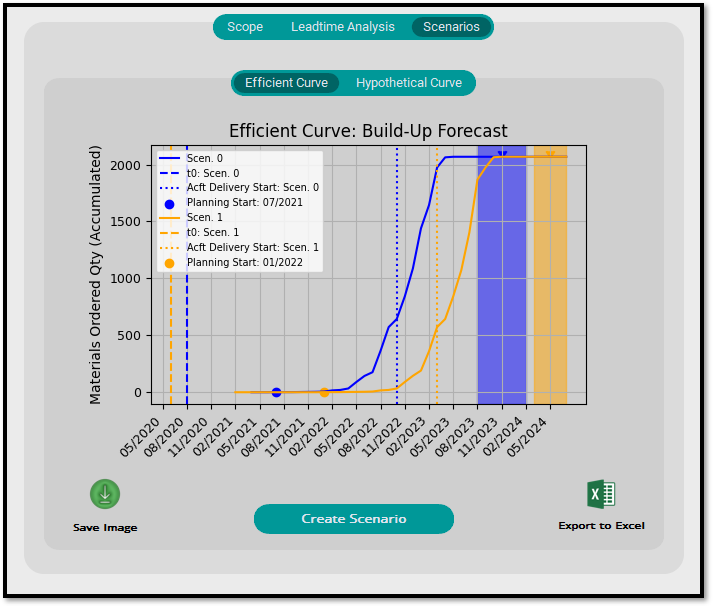 Scope Leadtime Analysis Scenarios
Efficient Curve Hypothetical Curve
Efficient Curve: Build-Up Forecast
Materials Ordered Qty (Accumulated)
2000
1500
1000
500
0
Scen. 0
t0: Scen. 0
Acft Delivery Start: Scen. 0
Planning Start: 07/2021
Scen. 1
t0: Scen. 1
Acft Delivery Start: Scen. 1
Planning Start: 01/2022
05/2020 08/2020 11/2020 02/2021 05/2021 08/2021 11/2021 02/2022 05/2022 08/2022 11/2022 02/2023 05/2023 08/2023 11/2023 02/2024 05/2024
Save Image
Create Scenario
X
Export to Excel